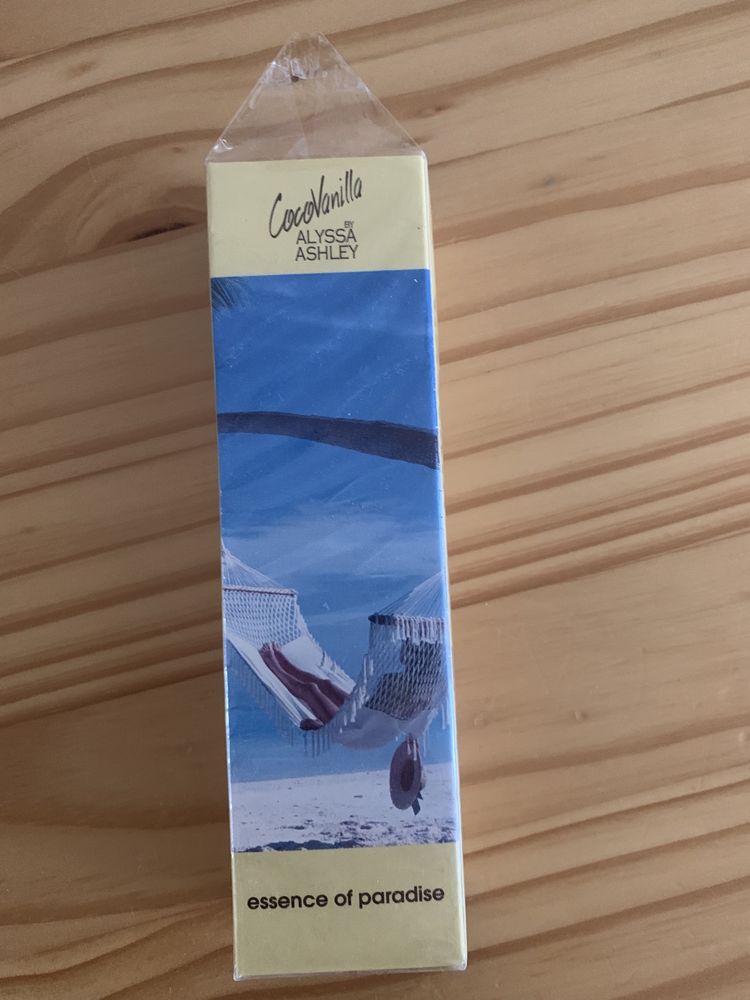 CocoVanilla
BY
ALYSSA
ASHLEY
essence of paradise